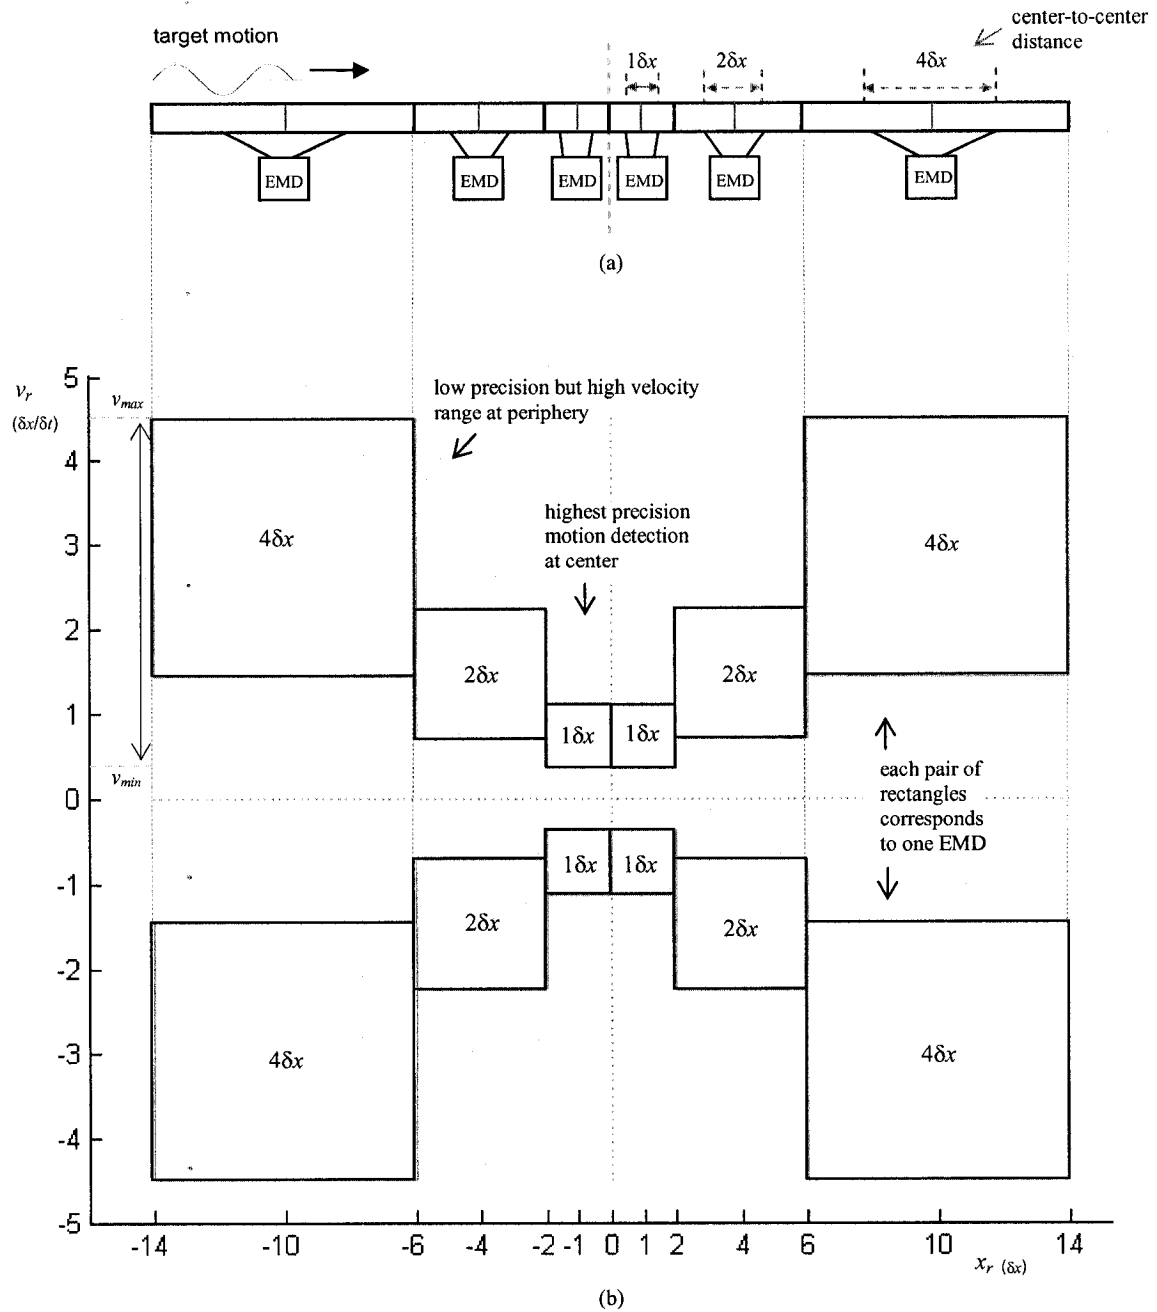 center-to-center
distance
target motion
1δx
2δx
4δx
EMD
EMD
EMD
EMD
EMD
EMD
(a)
v_r
(δx/δt)
5
v_max
low precision but high velocity
range at periphery
4
highest precision
motion detection
at center
4δx
4δx
3
2
2δx
2δx
1
1δx
1δx
v_min
0
each pair of
rectangles
corresponds
to one EMD
-1
1δx
1δx
2δx
2δx
-2
-3
4δx
4δx
-4
-5
-14
-10
-6
-4
-2
-1
0
1
2
4
6
10
14
x_r (δx)
(b)